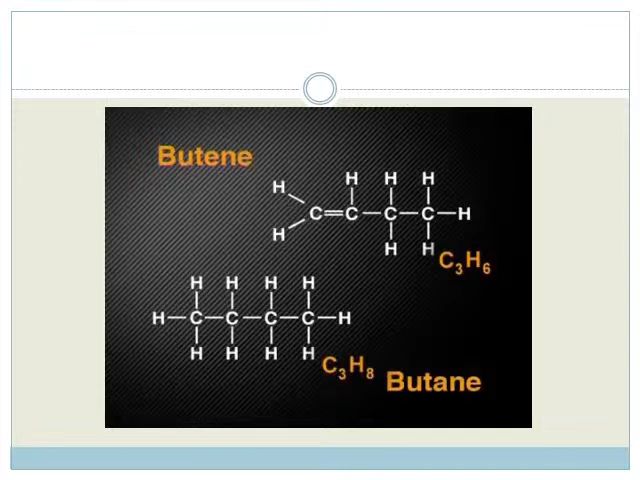 Butene
H H H H
C=C—C—C—H
H H H
C₃H₆
H H H H
H—C—C—C—C—H
H H H H
C₃H₈
Butane